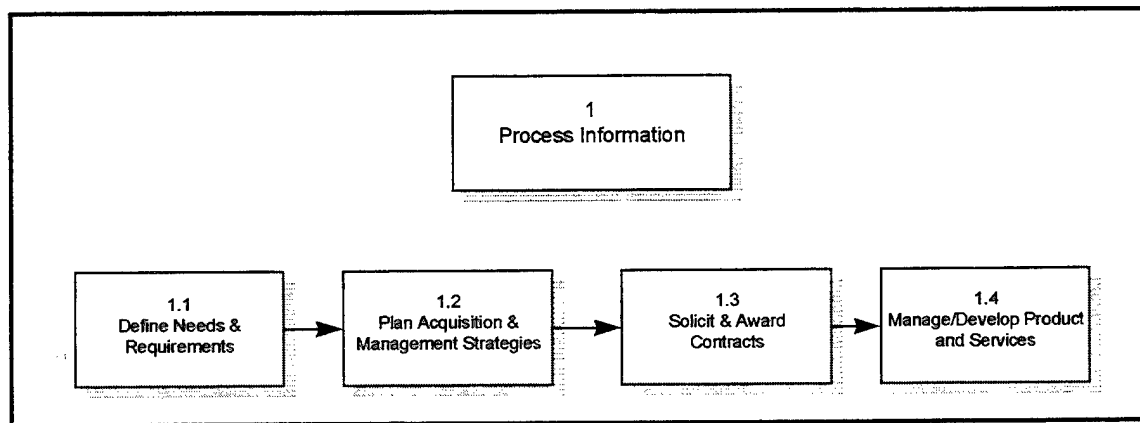 1
Process Information
1.1
Define Needs &
Requirements
1.2
Plan Acquisition &
Management Strategies
1.3
Solicit & Award
Contracts
1.4
Manage/Develop Product
and Services